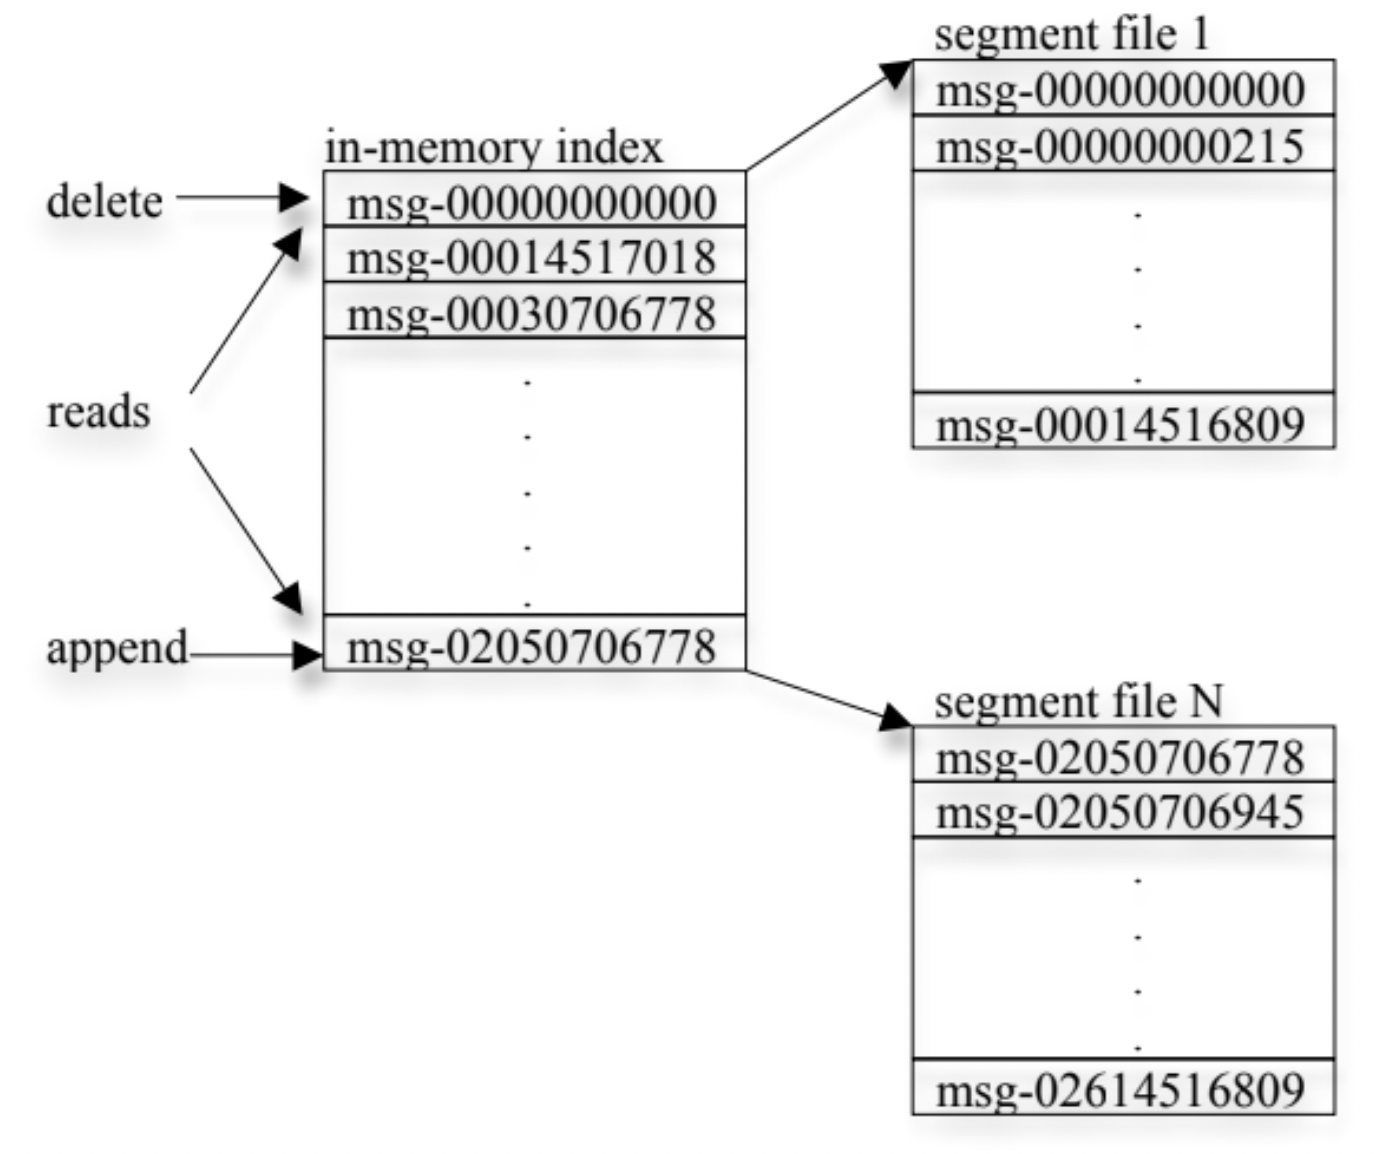 segment file 1
msg-00000000000
msg-00000000215
msg-00014516809
in-memory index
delete
msg-00000000000
msg-00014517018
msg-00030706778
reads
append
msg-02050706778
segment file N
msg-02050706778
msg-02050706945
msg-02614516809